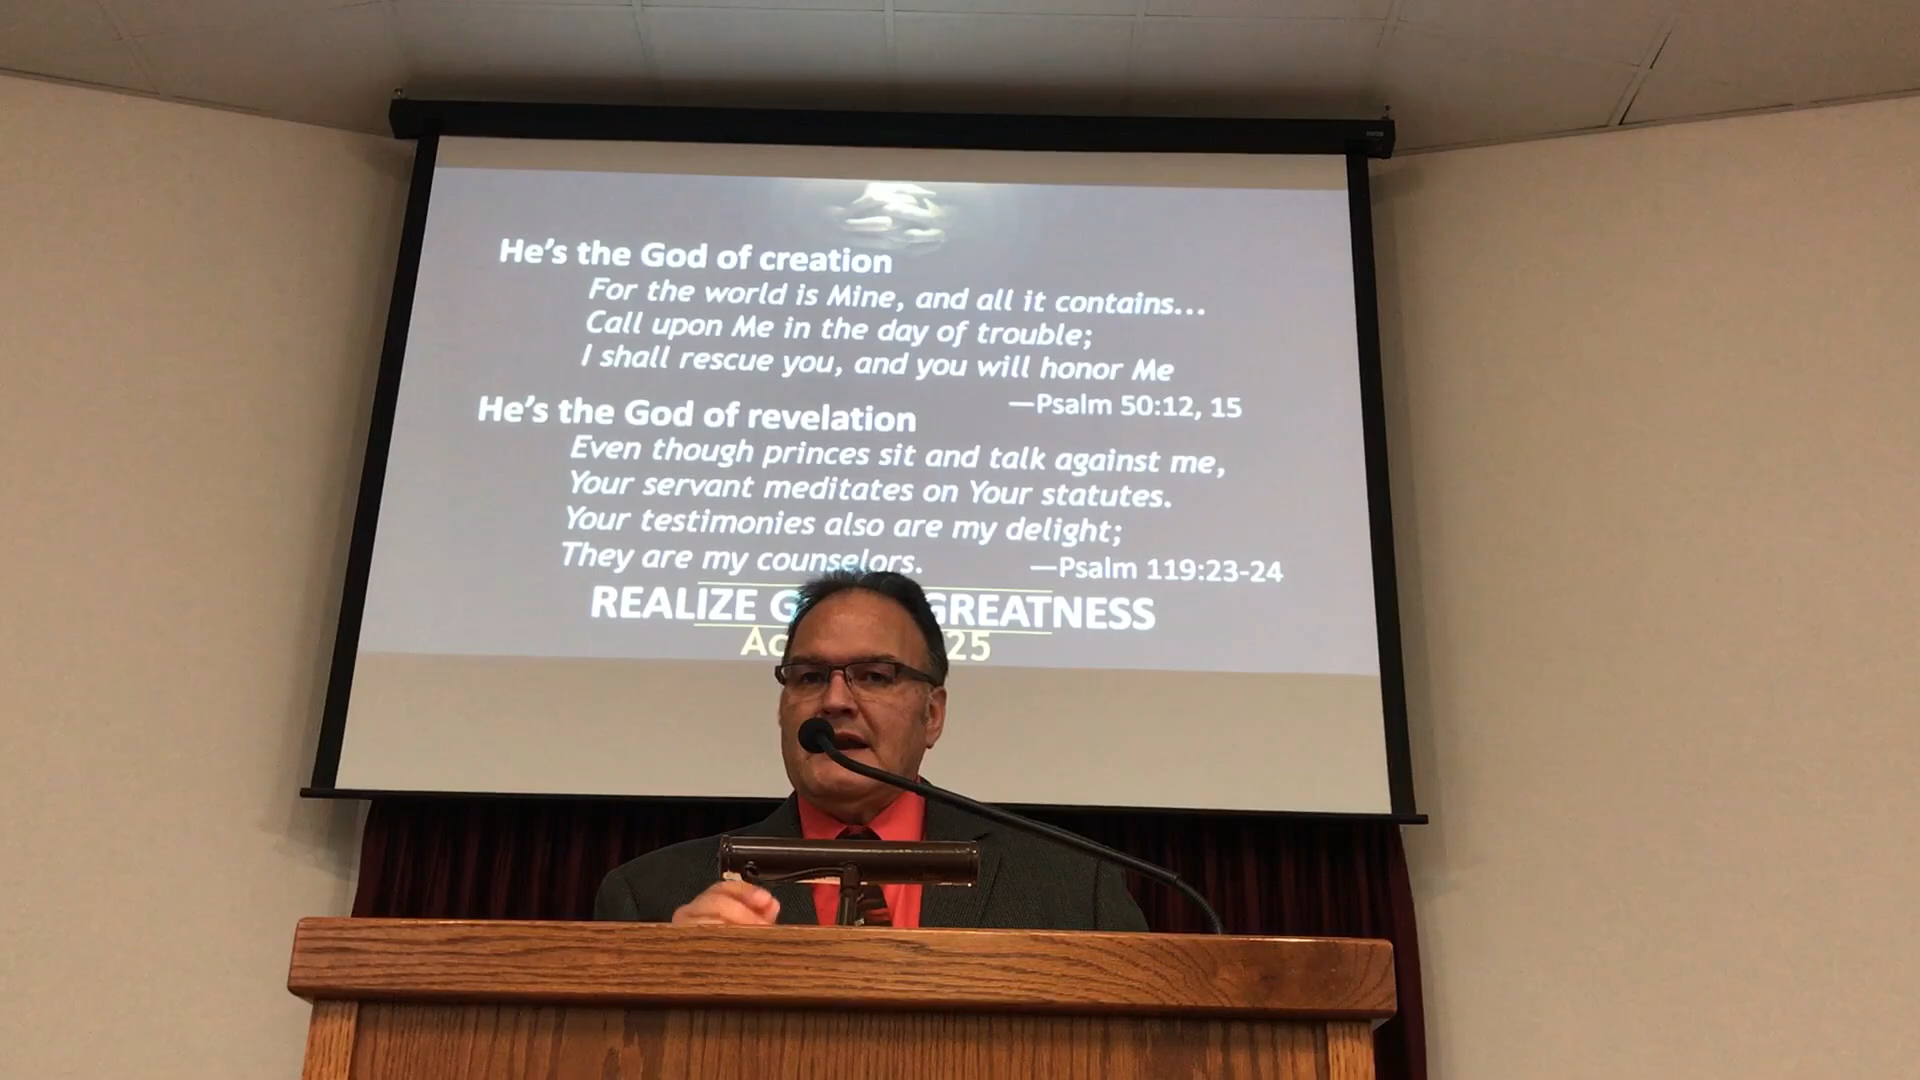 He's the God of creation
For the world is Mine, and all it contains...
Call upon Me in the day of trouble;
I shall rescue you, and you will honor Me
—Psalm 50:12, 15
He's the God of revelation
Even though princes sit and talk against me,
Your servant meditates on Your statutes.
Your testimonies also are my delight;
They are my counselors. —Psalm 119:23-24
REALIZE GREATNESS
25